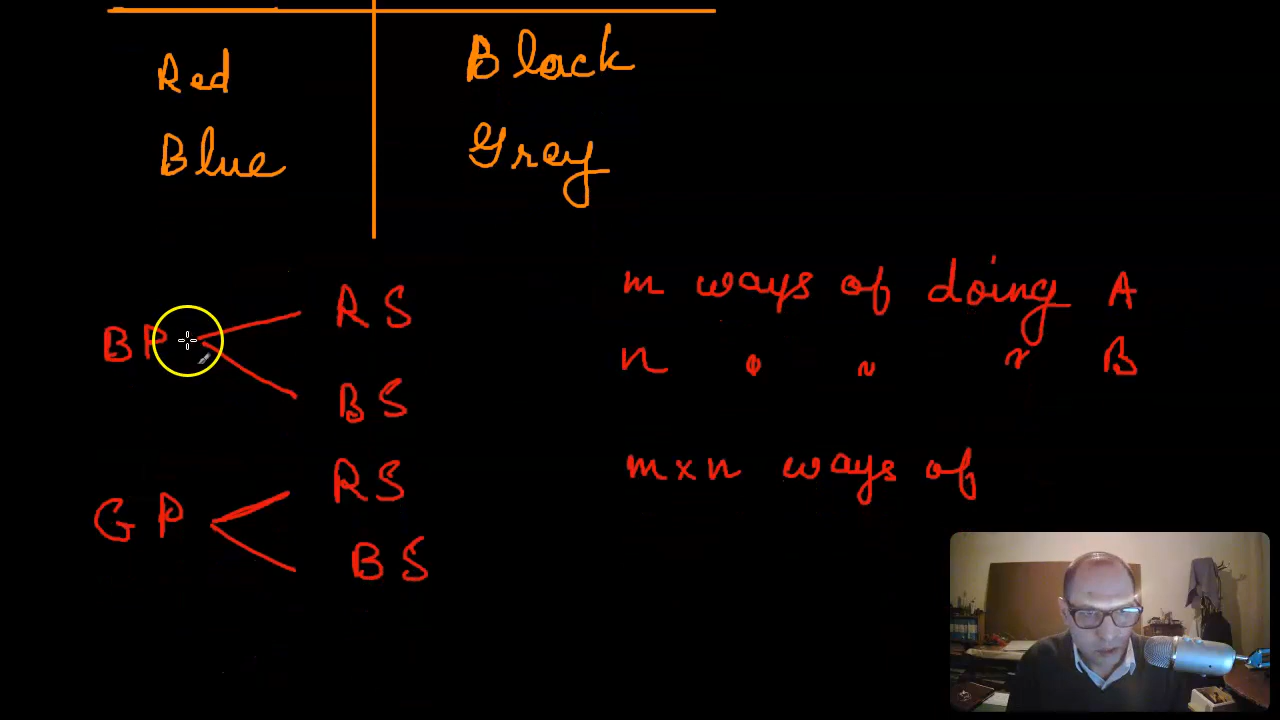 Red Black
Blue Grey
BP RS
BS
GP RS
BS
m ways of doing A
n " " " B
m×n ways of